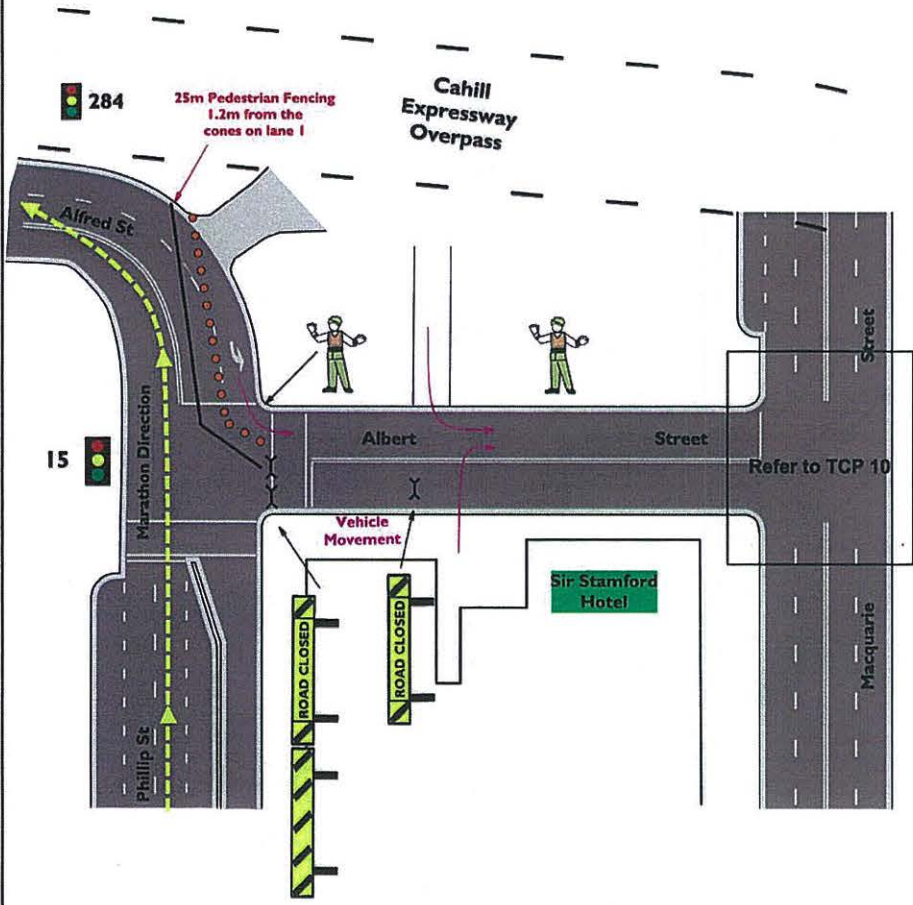 Cahill
Expressway
Overpass
284
25m Pedestrian Fencing
1.2m from the
cones on lane 1
Alfred St
Street
Marathon Direction
15
Albert
Street
Refer to TCP 10
Vehicle
Movement
Sir Stamford
Hotel
ROAD CLOSED
ROAD CLOSED
Phillip St
Macquarie